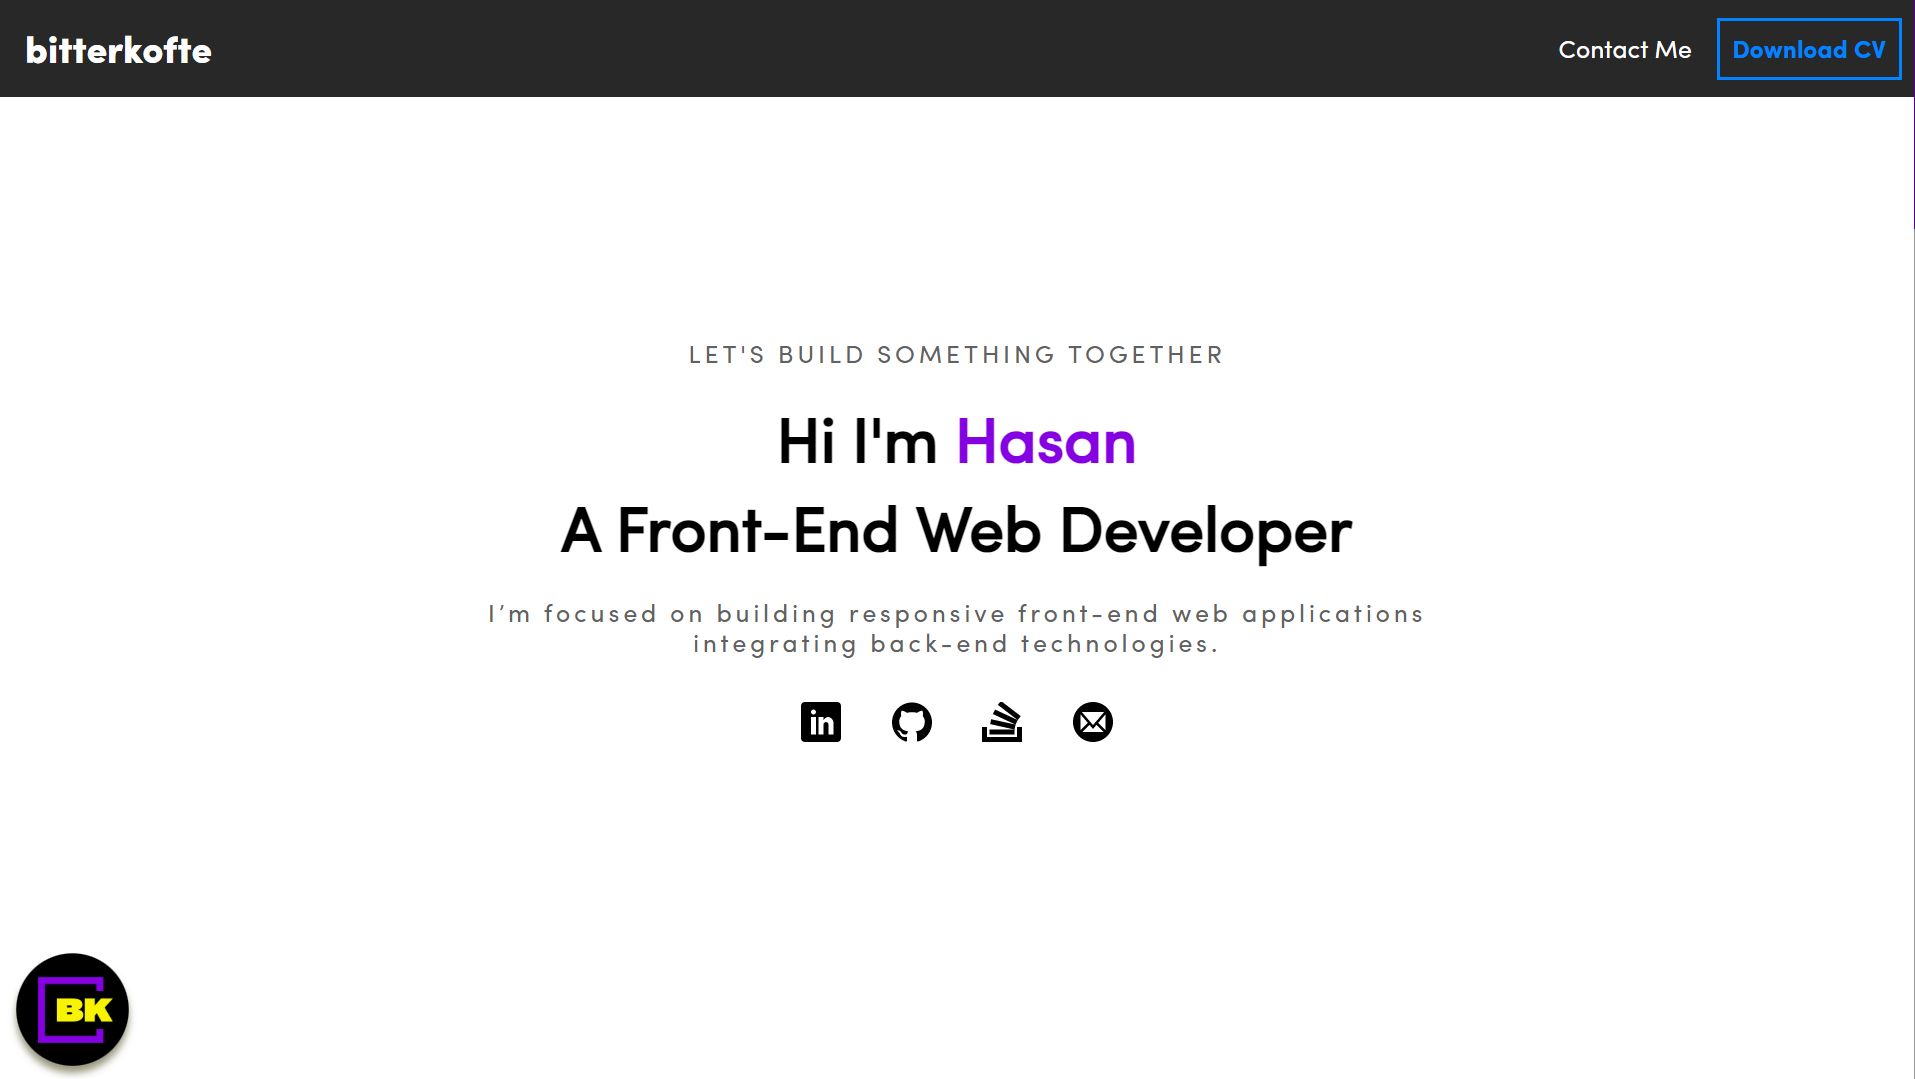 bitterkofte
Contact Me
Download CV
LET'S BUILD SOMETHING TOGETHER
Hi I'm Hasan
A Front-End Web Developer
I’m focused on building responsive front-end web applications
integrating back-end technologies.
in
BK